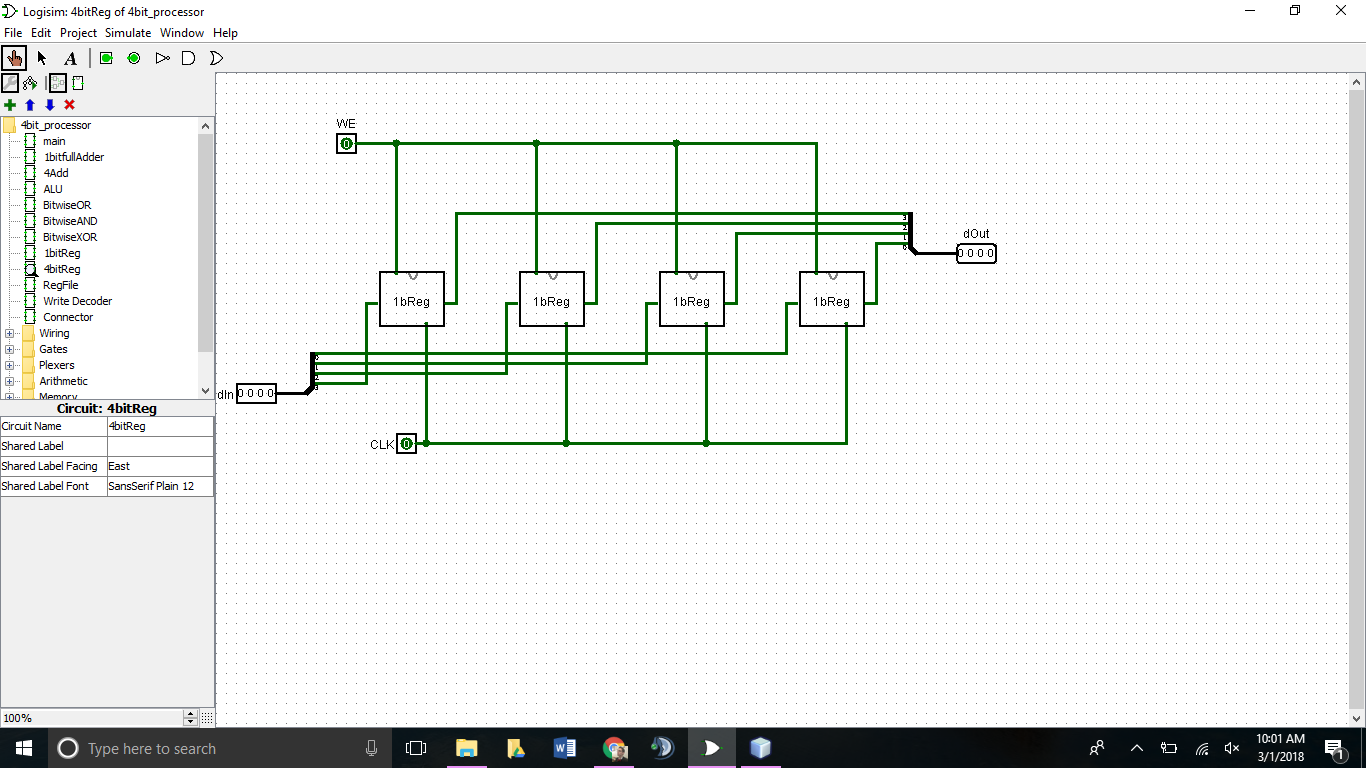 Logisim: 4bitReg of 4bit_processor
File Edit Project Simulate Window Help
A
4bit_processor
main
1bitfullAdder
4Add
ALU
BitwiseOR
BitwiseAND
BitwiseXOR
1bitReg
4bitReg
RegFile
Write Decoder
Connector
Wiring
Gates
Plexers
Arithmetic
Memory
Circuit: 4bitReg
Circuit Name 4bitReg
Shared Label
Shared Label Facing East
Shared Label Font SansSerif Plain 12
100%
WE
0
3
2
1
0
dOut
0 0 0 0
1bReg 1bReg 1bReg 1bReg
0
1
2
3
dIn 0 0 0 0
CLK 0
Type here to search
10:01 AM
3/1/2018
1